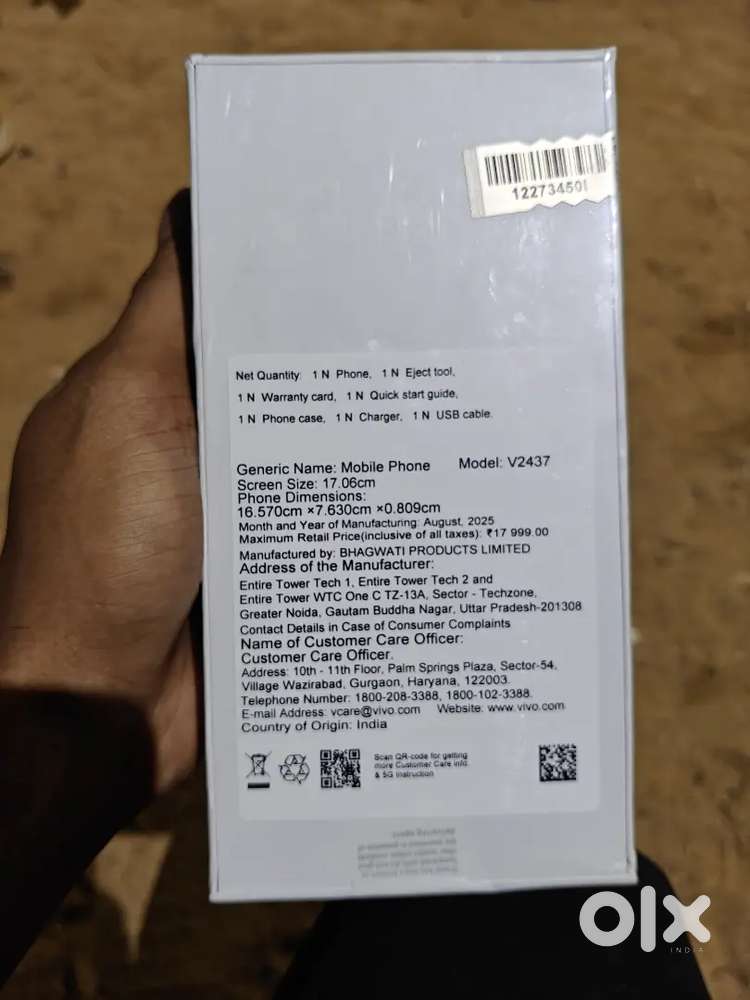 122734501
Net Quantity: 1 N Phone, 1 N Eject tool,
1 N Warranty card, 1 N Quick start guide,
1 N Phone case, 1 N Charger, 1 N USB cable.
Generic Name: Mobile Phone Model: V2437
Screen Size: 17.06cm
Phone Dimensions:
16.570cm ×7.630cm ×0.809cm
Month and Year of Manufacturing: August, 2025
Maximum Retail Price(inclusive of all taxes): ₹17 999.00
Manufactured by: BHAGWATI PRODUCTS LIMITED
Address of the Manufacturer:
Entire Tower Tech 1, Entire Tower Tech 2 and
Entire Tower WTC One C TZ-13A, Sector - Techzone,
Greater Noida, Gautam Buddha Nagar, Uttar Pradesh-201308
Contact Details in Case of Consumer Complaints
Name of Customer Care Officer:
Customer Care Officer.
Address: 10th - 11th Floor, Palm Springs Plaza, Sector-54,
Village Wazirabad, Gurgaon, Haryana, 122003.
Telephone Number: 1800-208-3388, 1800-102-3388.
E-mail Address: vcare@vivo.com Website: www.vivo.com
Country of Origin: India
Scan QR-code for getting
more Customer Care info.
& 5G Instruction
olx
INDIA